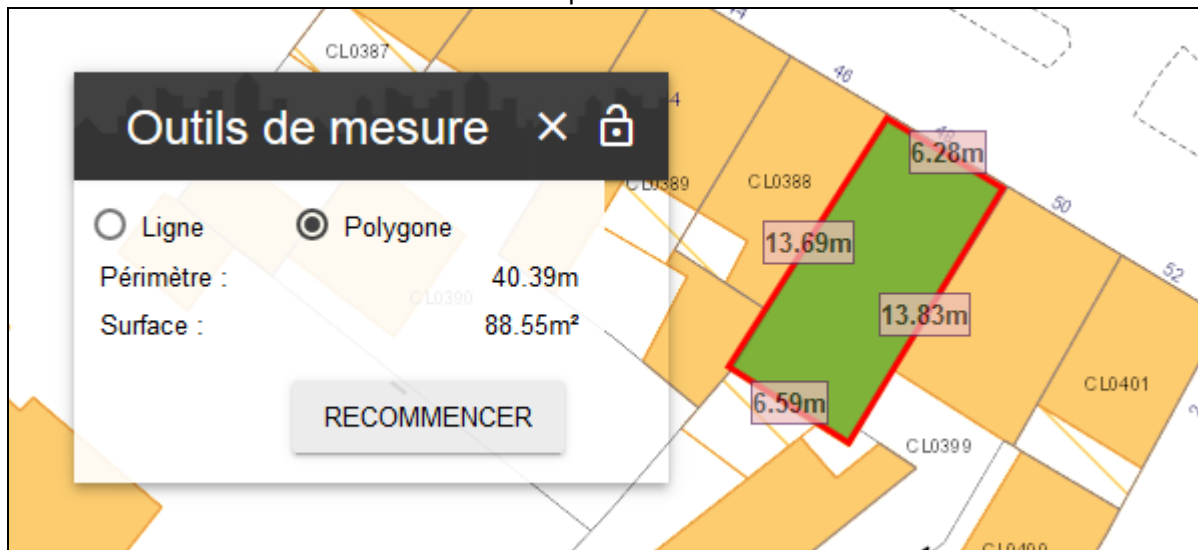 CL0387
46
Outils de mesure
4
6.28m
CL0389
CL0388
Ligne
Polygone
50
13.69m
Périmètre :
40.39m
52
CL0390
Surface :
88.55m²
13.83m
CL0401
6.59m
RECOMMENCER
CL0399